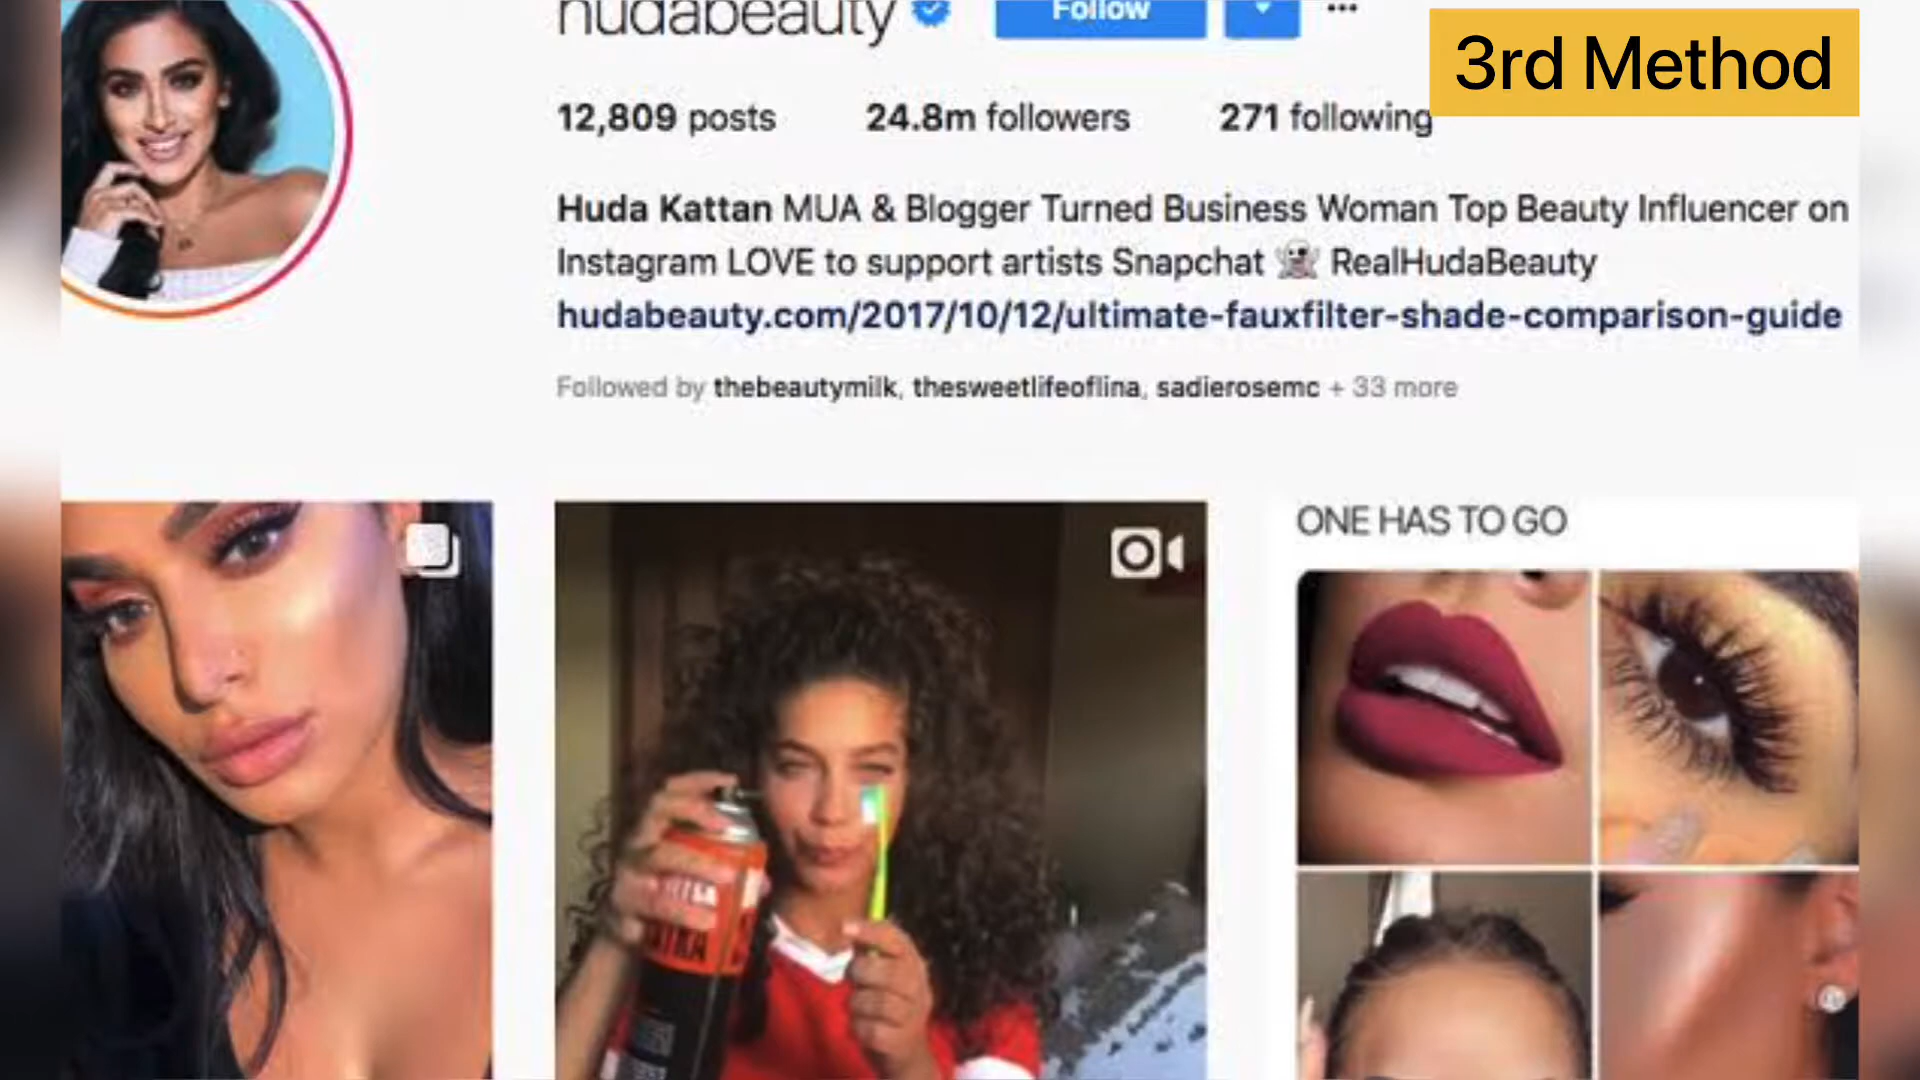 hudabeauty Follow
3rd Method
12,809 posts 24.8m followers 271 following
Huda Kattan MUA & Blogger Turned Business Woman Top Beauty Influencer on
Instagram LOVE to support artists Snapchat 👻 RealHudaBeauty
hudabeauty.com/2017/10/12/ultimate-fauxfilter-shade-comparison-guide
Followed by thebeautymilk, thesweetlifeoflina, sadierosemc + 33 more
ONE HAS TO GO